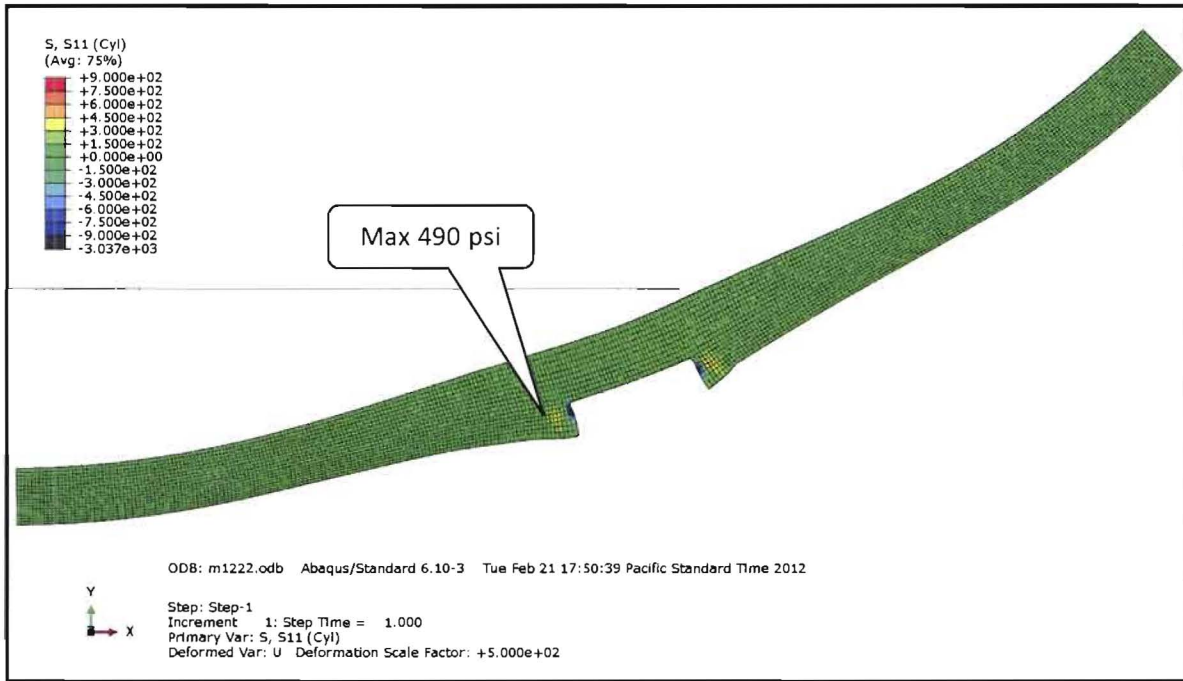 S, S11 (Cyl)
(Avg: 75%)
+9.000e+02
+7.500e+02
+6.000e+02
+4.500e+02
+3.000e+02
+1.500e+02
+0.000e+00
-1.500e+02
-3.000e+02
-4.500e+02
-6.000e+02
-7.500e+02
-9.000e+02
-3.037e+03
Max 490 psi
ODB: m1222.odb Abaqus/Standard 6.10-3 Tue Feb 21 17:50:39 Pacific Standard Time 2012
Y
X
Step: Step-1
Increment 1: Step Time = 1.000
Primary Var: S, S11 (Cyl)
Deformed Var: U Deformation Scale Factor: +5.000e+02